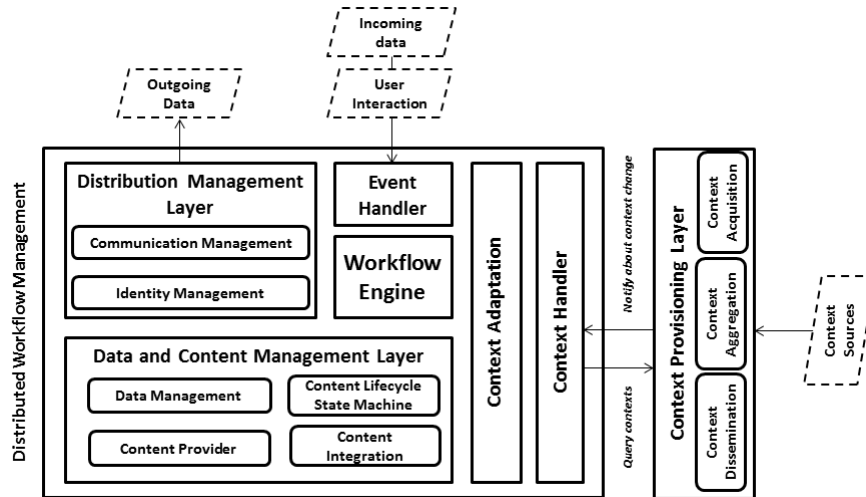 Incoming
data
Outgoing
Data
User
Interaction
Distributed Workflow Management
Distribution Management
Layer
Communication Management
Identity Management
Event
Handler
Workflow
Engine
Data and Content Management Layer
Data Management
Content Lifecycle
State Machine
Content Provider
Content
Integration
Context Adaptation
Context Handler
Notify about context change
Query contexts
Context Provisioning Layer
Context
Acquisition
Context
Aggregation
Context
Dissemination
Context
Sources